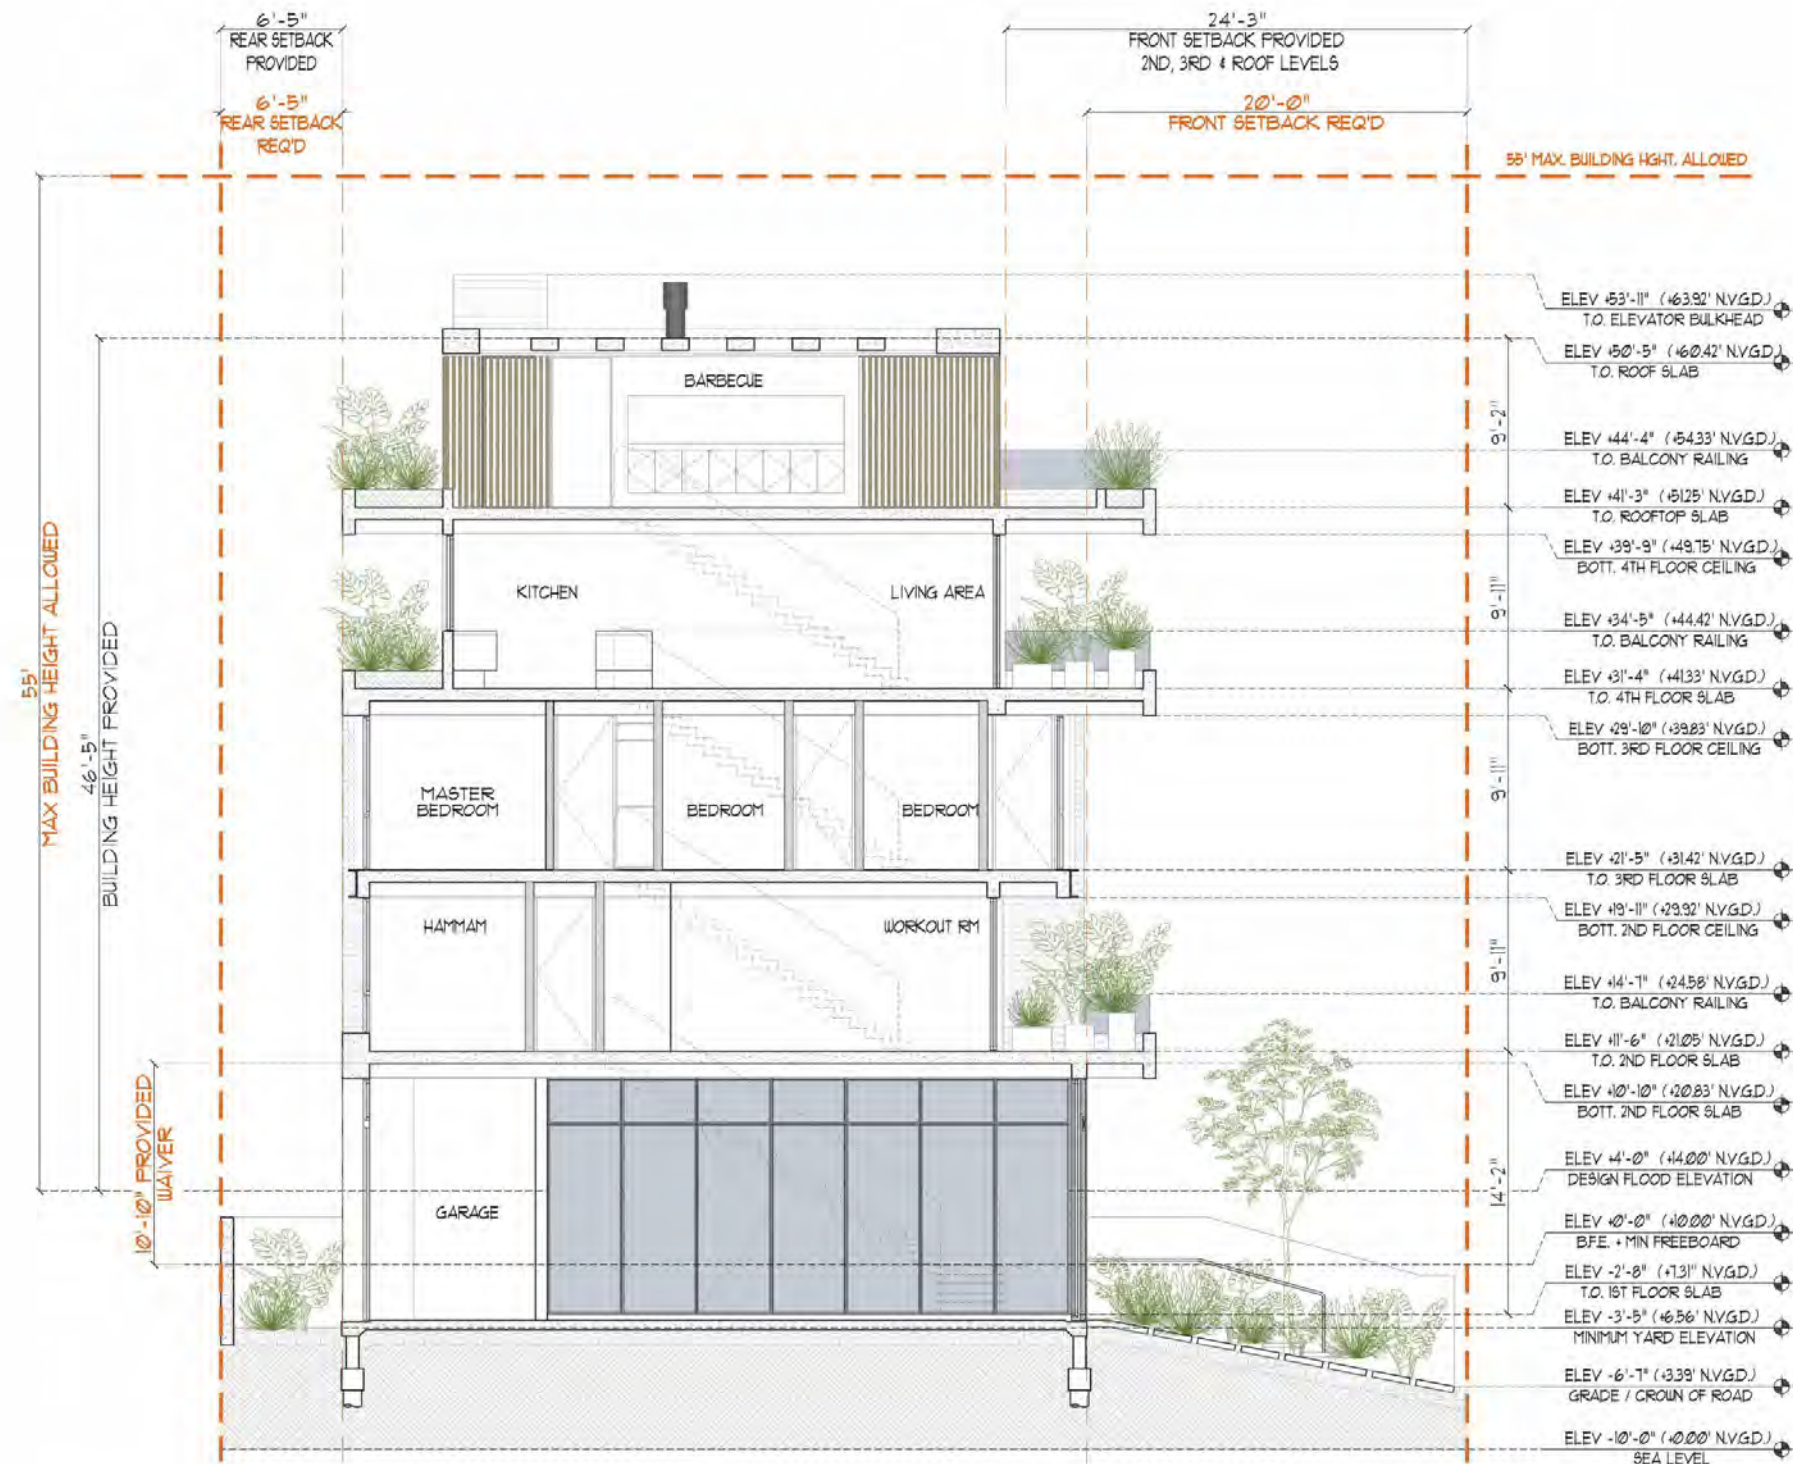 6'-5"
REAR SETBACK
PROVIDED
6'-5"
REAR SETBACK
REQ'D
24'-3"
FRONT SETBACK PROVIDED
2ND, 3RD & ROOF LEVELS
20'-0"
FRONT SETBACK REQ'D
55' MAX. BUILDING HGHT. ALLOWED
55'
MAX BUILDING HEIGHT ALLOWED
46'-5"
BUILDING HEIGHT PROVIDED
10'-10" PROVIDED
WAIVER
BARBECUE
KITCHEN
LIVING AREA
MASTER
BEDROOM
BEDROOM
BEDROOM
HAMMAM
WORKOUT RM
GARAGE
9'-2"
9'-11"
9'-11"
9'-11"
14'-2"
ELEV +53'-11" (+63.92' N.V.G.D.)
T.O. ELEVATOR BULKHEAD
ELEV +50'-5" (+60.42' N.V.G.D.)
T.O. ROOF SLAB
ELEV +44'-4" (+54.33' N.V.G.D.)
T.O. BALCONY RAILING
ELEV +41'-3" (+51.25' N.V.G.D.)
T.O. ROOFTOP SLAB
ELEV +39'-9" (+49.75' N.V.G.D.)
BOTT. 4TH FLOOR CEILING
ELEV +34'-5" (+44.42' N.V.G.D.)
T.O. BALCONY RAILING
ELEV +31'-4" (+41.33' N.V.G.D.)
T.O. 4TH FLOOR SLAB
ELEV +29'-10" (+39.83' N.V.G.D.)
BOTT. 3RD FLOOR CEILING
ELEV +21'-5" (+31.42' N.V.G.D.)
T.O. 3RD FLOOR SLAB
ELEV +19'-11" (+29.92' N.V.G.D.)
BOTT. 2ND FLOOR CEILING
ELEV +14'-7" (+24.58' N.V.G.D.)
T.O. BALCONY RAILING
ELEV +11'-6" (+21.05' N.V.G.D.)
T.O. 2ND FLOOR SLAB
ELEV +10'-10" (+20.83' N.V.G.D.)
BOTT. 2ND FLOOR SLAB
ELEV +4'-0" (+14.00' N.V.G.D.)
DESIGN FLOOD ELEVATION
ELEV +0'-0" (+10.00' N.V.G.D.)
B.F.E. + MIN FREEBOARD
ELEV -2'-8" (+7.31' N.V.G.D.)
T.O. 1ST FLOOR SLAB
ELEV -3'-5" (+6.56' N.V.G.D.)
MINIMUM YARD ELEVATION
ELEV -6'-7" (+3.39' N.V.G.D.)
GRADE / CROWN OF ROAD
ELEV -10'-0" (+0.00' N.V.G.D.)
SEA LEVEL